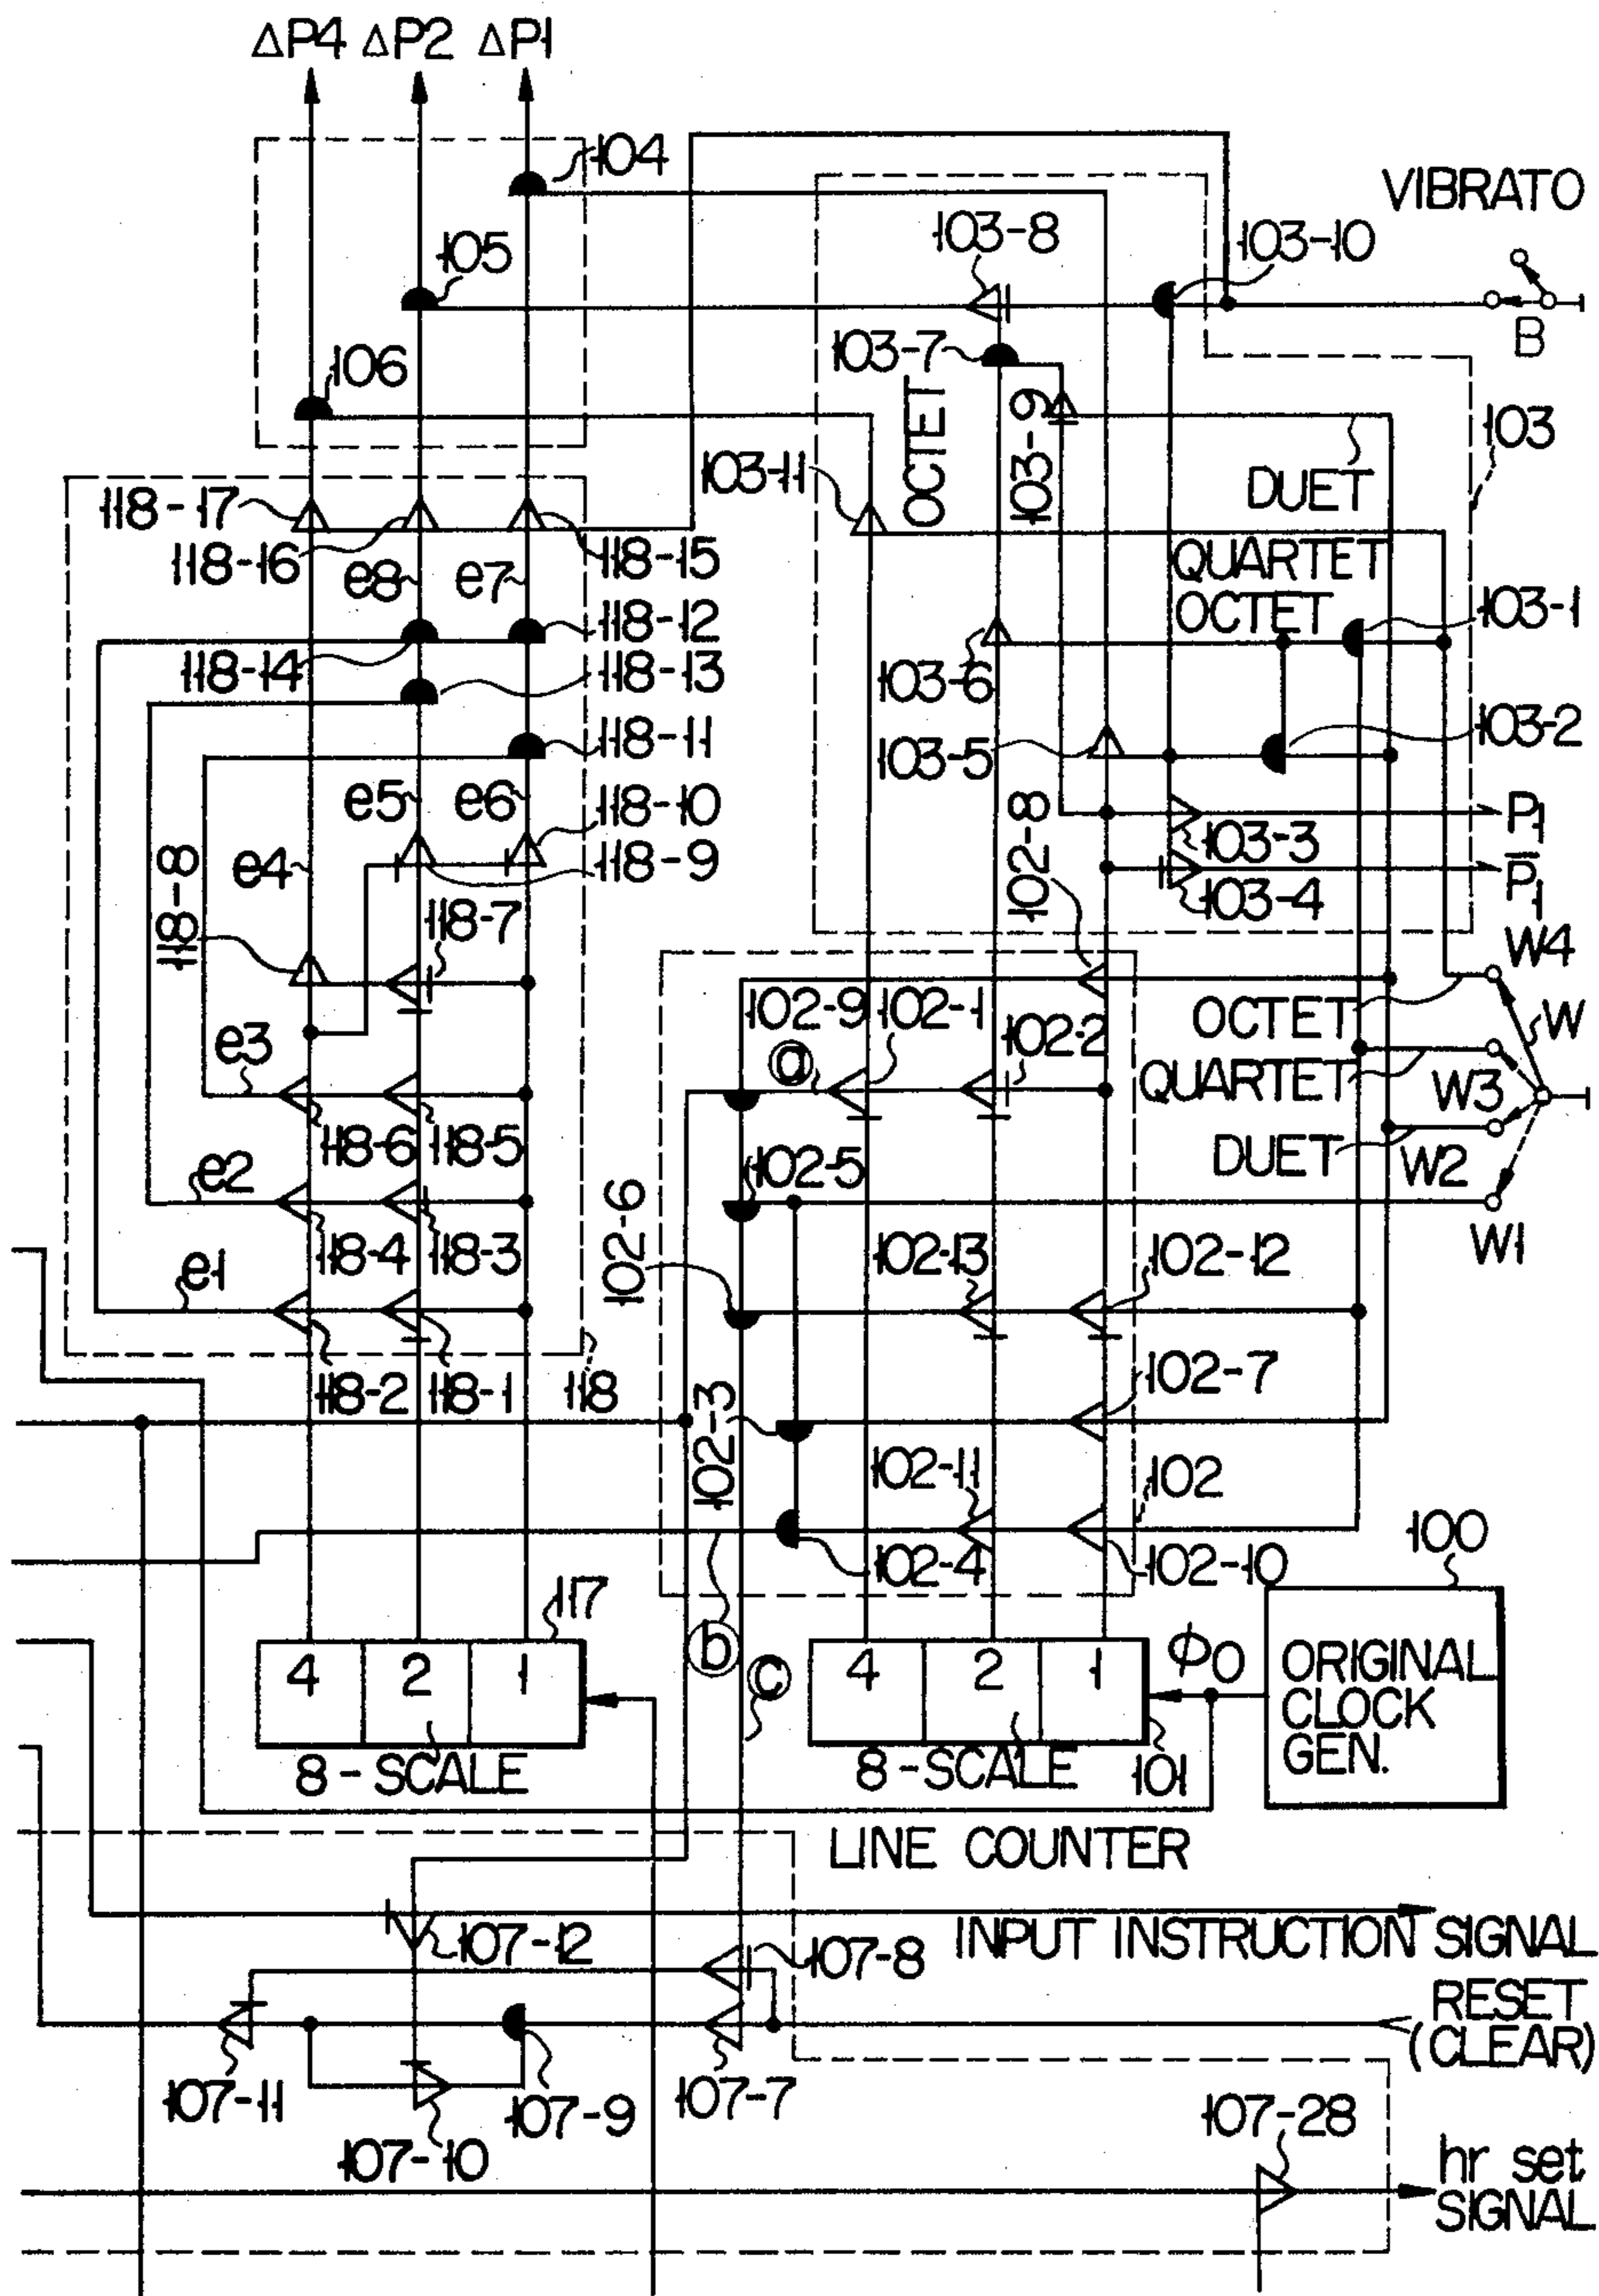 ΔP4 ΔP2 ΔP1
104
VIBRATO
105
103-8
103-10
B
103-7
106
OCTET
103-9
103
103-11
DUET
118-17
118-16
118-15
e8
e7
QUARTET
OCTET
103-1
118-12
118-14
118-13
103-6
103-2
118-11
103-5
e5
e6
118-10
102-8
P1
103-3
118-9
P̄1
103-4
e4
118-8
118-7
W4
102-9
102-1
102-2
OCTET
W
e3
ⓐ
QUARTET
W3
118-6
118-5
DUET
W2
102-5
e2
102-6
W1
118-4
118-3
102-13
102-12
e1
118-2
118-1
118
102-7
102-3
102-11
102
100
102-4
102-10
117
ⓑ
ⓒ
φ0
4 2 1
4 2 1
ORIGINAL
CLOCK
GEN.
8-SCALE
8-SCALE
101
LINE COUNTER
107-12
INPUT INSTRUCTION SIGNAL
107-8
RESET
(CLEAR)
107-11
107-9
107-7
107-10
107-28
hr set
SIGNAL